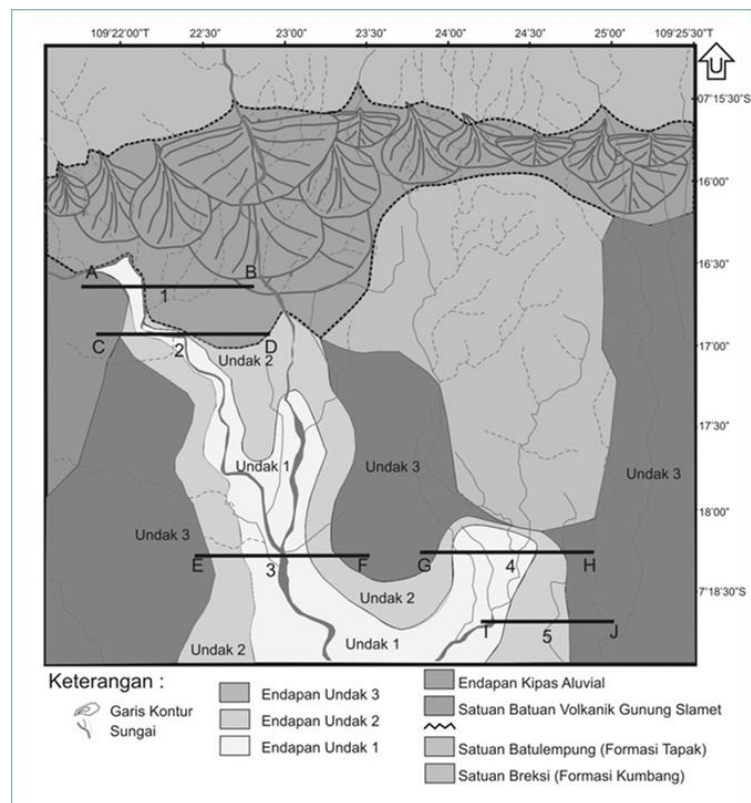 109°22'00"T 22'30" 23'00" 23'30" 24'00" 24'30" 25'00" 109°25'30"T
U
07°15'30"S
16'00"
16'30"
A B
1
C D
2
Undak 2
17'00"
17'30"
Undak 1
Undak 3
Undak 3
18'00"
Undak 3
E F
3
G H
4
Undak 2
7°18'30"S
I J
5
Undak 1
Undak 2
Keterangan :
Garis Kontur
Sungai
Endapan Undak 3
Endapan Undak 2
Endapan Undak 1
Endapan Kipas Aluvial
Satuan Batuan Volkanik Gunung Slamet
Satuan Batulempung (Formasi Tapak)
Satuan Breksi (Formasi Kumbang)